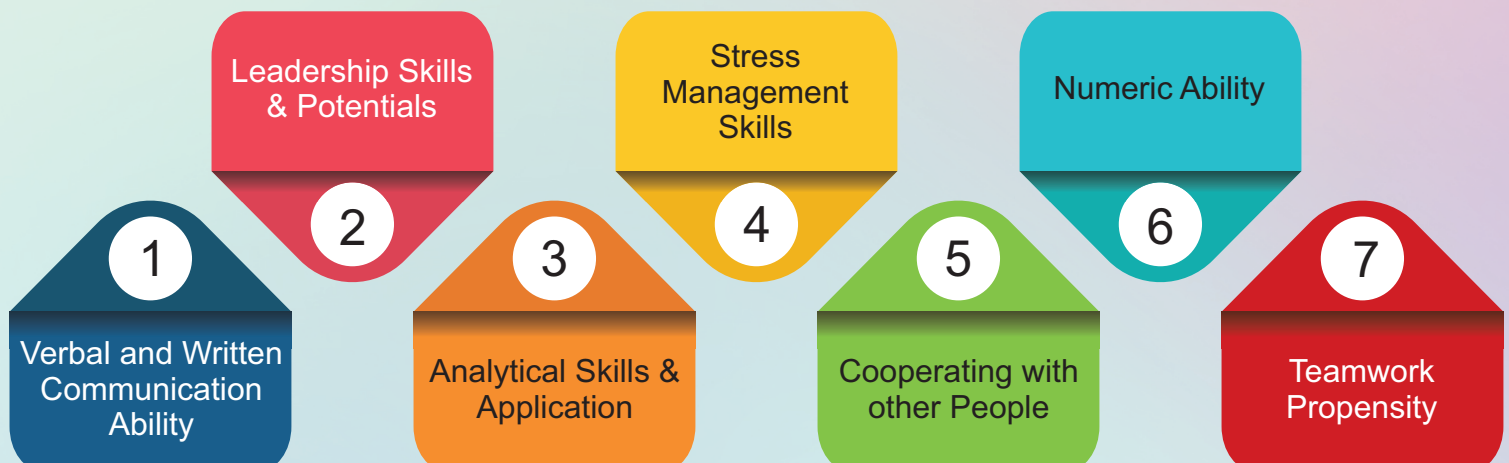 1
Verbal and Written
Communication
Ability
2
Leadership Skills
& Potentials
3
Analytical Skills &
Application
4
Stress
Management
Skills
5
Cooperating with
other People
6
Numeric Ability
7
Teamwork
Propensity